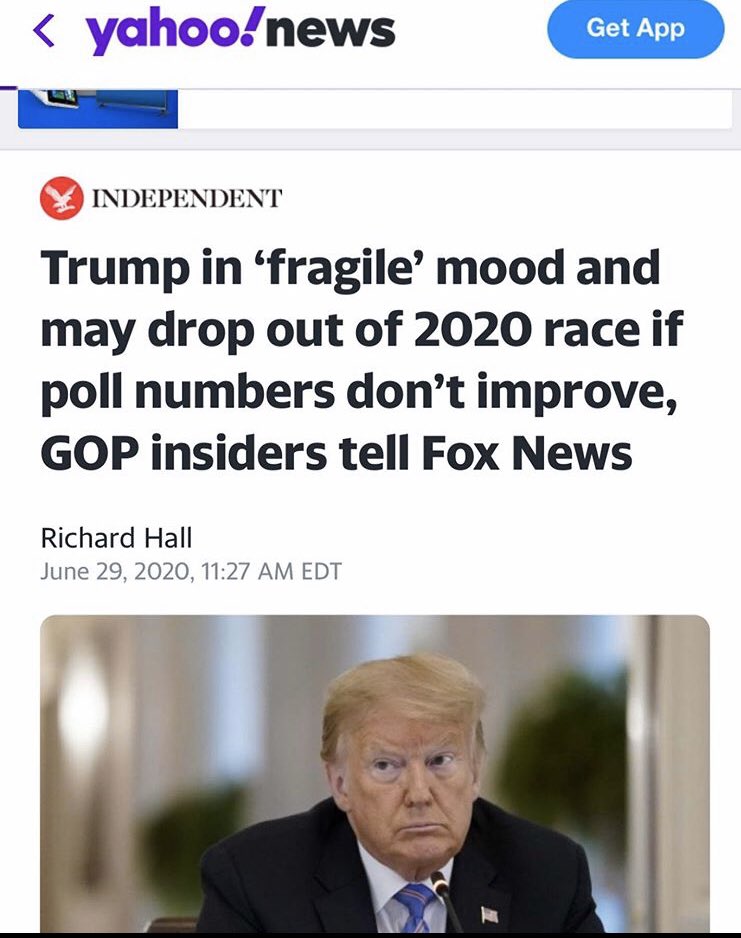 yahoo!news
Get App
INDEPENDENT
Trump in ‘fragile’ mood and
may drop out of 2020 race if
poll numbers don’t improve,
GOP insiders tell Fox News
Richard Hall
June 29, 2020, 11:27 AM EDT